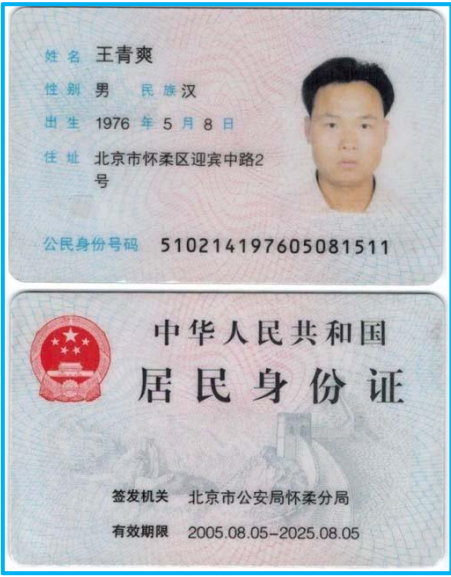 姓名 王青爽
性别 男 民族 汉
出生 1976 年 5 月 8 日
住址 北京市怀柔区迎宾中路2
号
公民身份号码 510214197605081511
中华人民共和国
居民身份证
签发机关 北京市公安局怀柔分局
有效期限 2005.08.05-2025.08.05